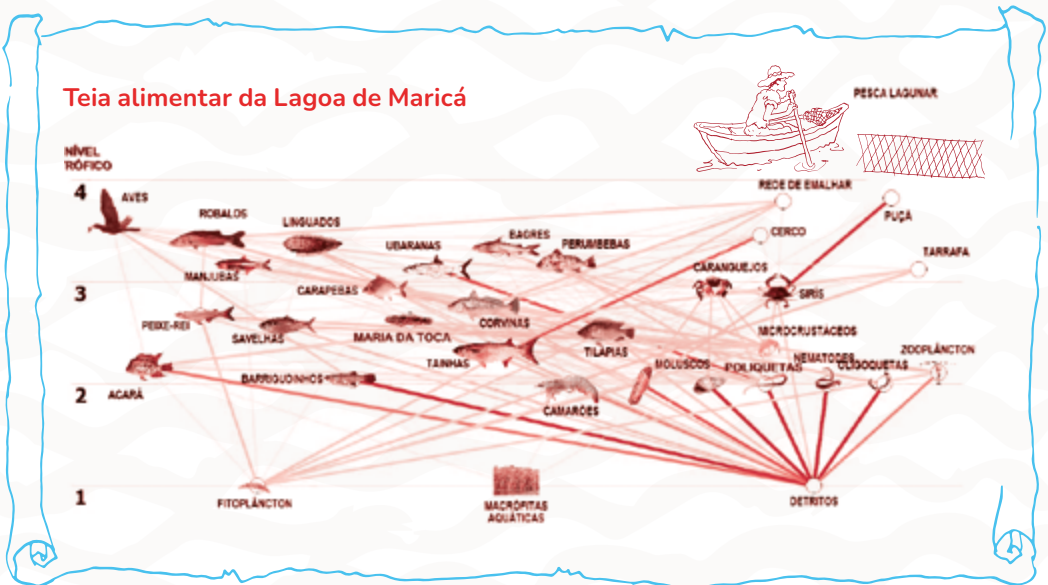 Teia alimentar da Lagoa de Maricá
PESCA LAGUNAR
NÍVEL
TRÓFICO
4
AVES
ROBALOS
LINGUADOS
UBARANAS
BAGRES
PERUMBEBAS
REDE DE EMALHAR
PUÇÁ
CERCO
TARRAFA
MANJUBAS
CARAPEBAS
CARANGUEJOS
SIRIS
3
PEIXE-REI
SAVELHAS
MARIA DA TOCA
CORVINAS
TAINHAS
TILÁPIAS
MICROCRUSTÁCEOS
MOLUSCOS
POLIQUETAS
NEMATODES
OLIGOQUETAS
ZOOPLÂNCTON
2
ACARÁ
BARRIGUDINHOS
CAMARÕES
1
FITOPLÂNCTON
MACRÓFITAS
AQUÁTICAS
DETRITOS